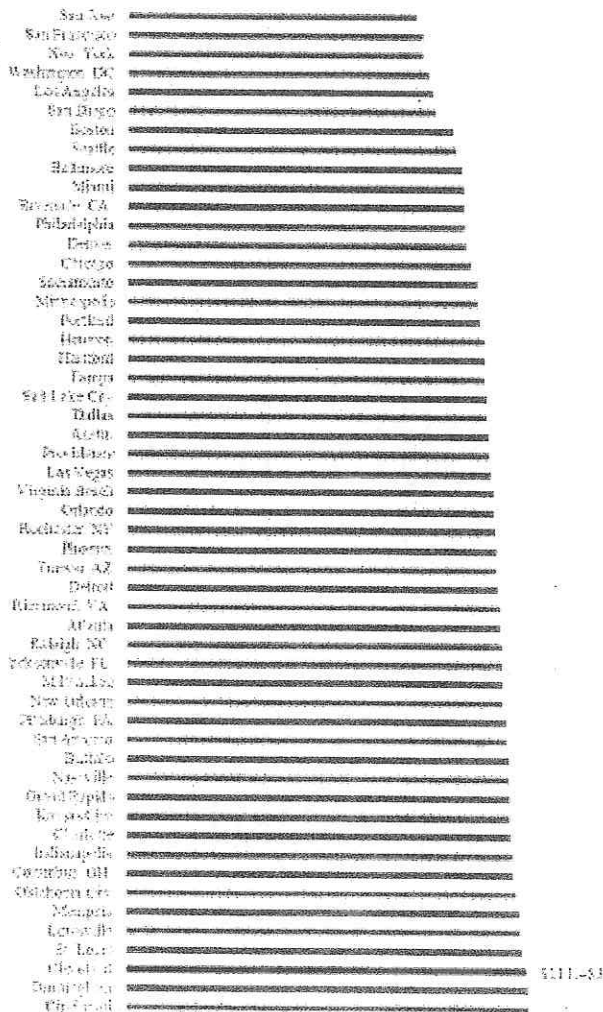 San Jose
San Francisco
New York
Washington DC
Los Angeles
San Diego
Boston
Seattle
Baltimore
Miami
Riverside CA
Philadelphia
Denver
Chicago
Sacramento
Minneapolis
Portland
Houston
Hartford
Tampa
Salt Lake City
Dallas
Austin
Providence
Las Vegas
Virginia Beach
Orlando
Rochester NY
Phoenix
Tucson AZ
Detroit
Richmond, VA
Atlanta
Raleigh NC
Jacksonville FL
Milwaukee
New Orleans
Pittsburgh PA
San Antonio
Buffalo
Nashville
Grand Rapids
Kansas City
Charlotte
Indianapolis
Columbus OH
Oklahoma City
Memphis
Louisville
St Louis
Cleveland
Birmingham
Cincinnati